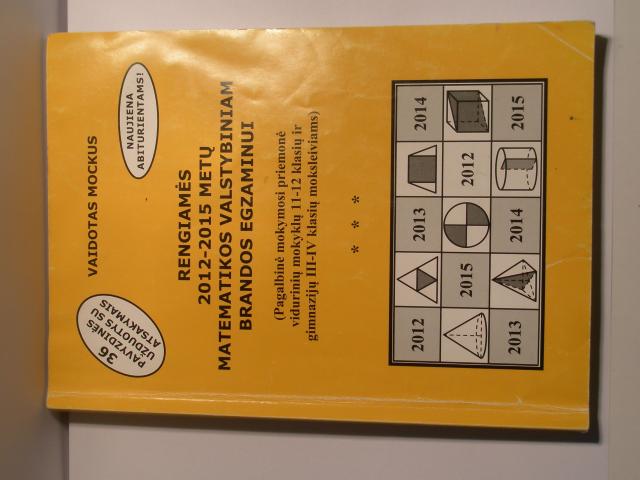 VAIDOTAS MOCKUS
36
PAVYZDINĖS
UŽDUOTYS SU
ATSAKYMAIS
NAUJIENA
ABITURIENTAMS!
RENGIAMĖS
2012-2015 METŲ
MATEMATIKOS VALSTYBINIAM
BRANDOS EGZAMINUI
(Pagalbinė mokymosi priemonė
vidurinių mokyklų 11-12 klasių ir
gimnazijų III-IV klasių moksleiviams)
* * *
2012 2013 2014
2015 2012
2013 2014 2015